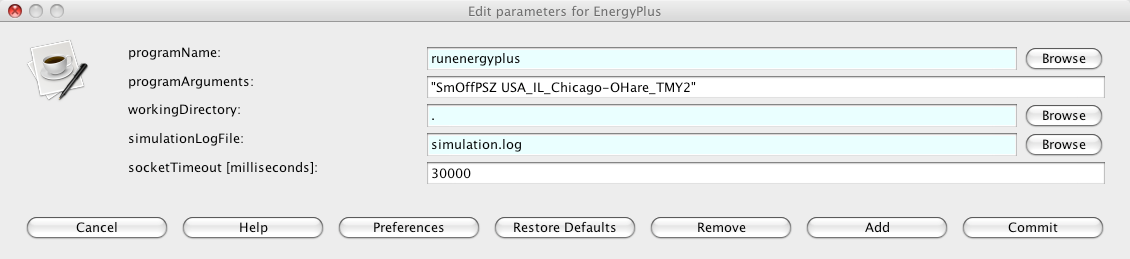 Edit parameters for EnergyPlus
programName: runenergyplus Browse
programArguments: "SmOffPSZ USA_IL_Chicago-OHare_TMY2"
workingDirectory: . Browse
simulationLogFile: simulation.log Browse
socketTimeout [milliseconds]: 30000
Cancel Help Preferences Restore Defaults Remove Add Commit